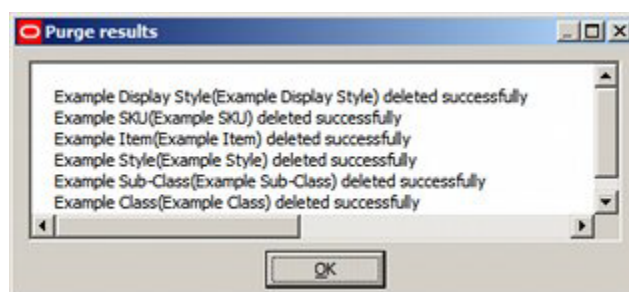 Purge results
Example Display Style(Example Display Style) deleted successfully
Example SKU(Example SKU) deleted successfully
Example Item(Example Item) deleted successfully
Example Style(Example Style) deleted successfully
Example Sub-Class(Example Sub-Class) deleted successfully
Example Class(Example Class) deleted successfully
OK